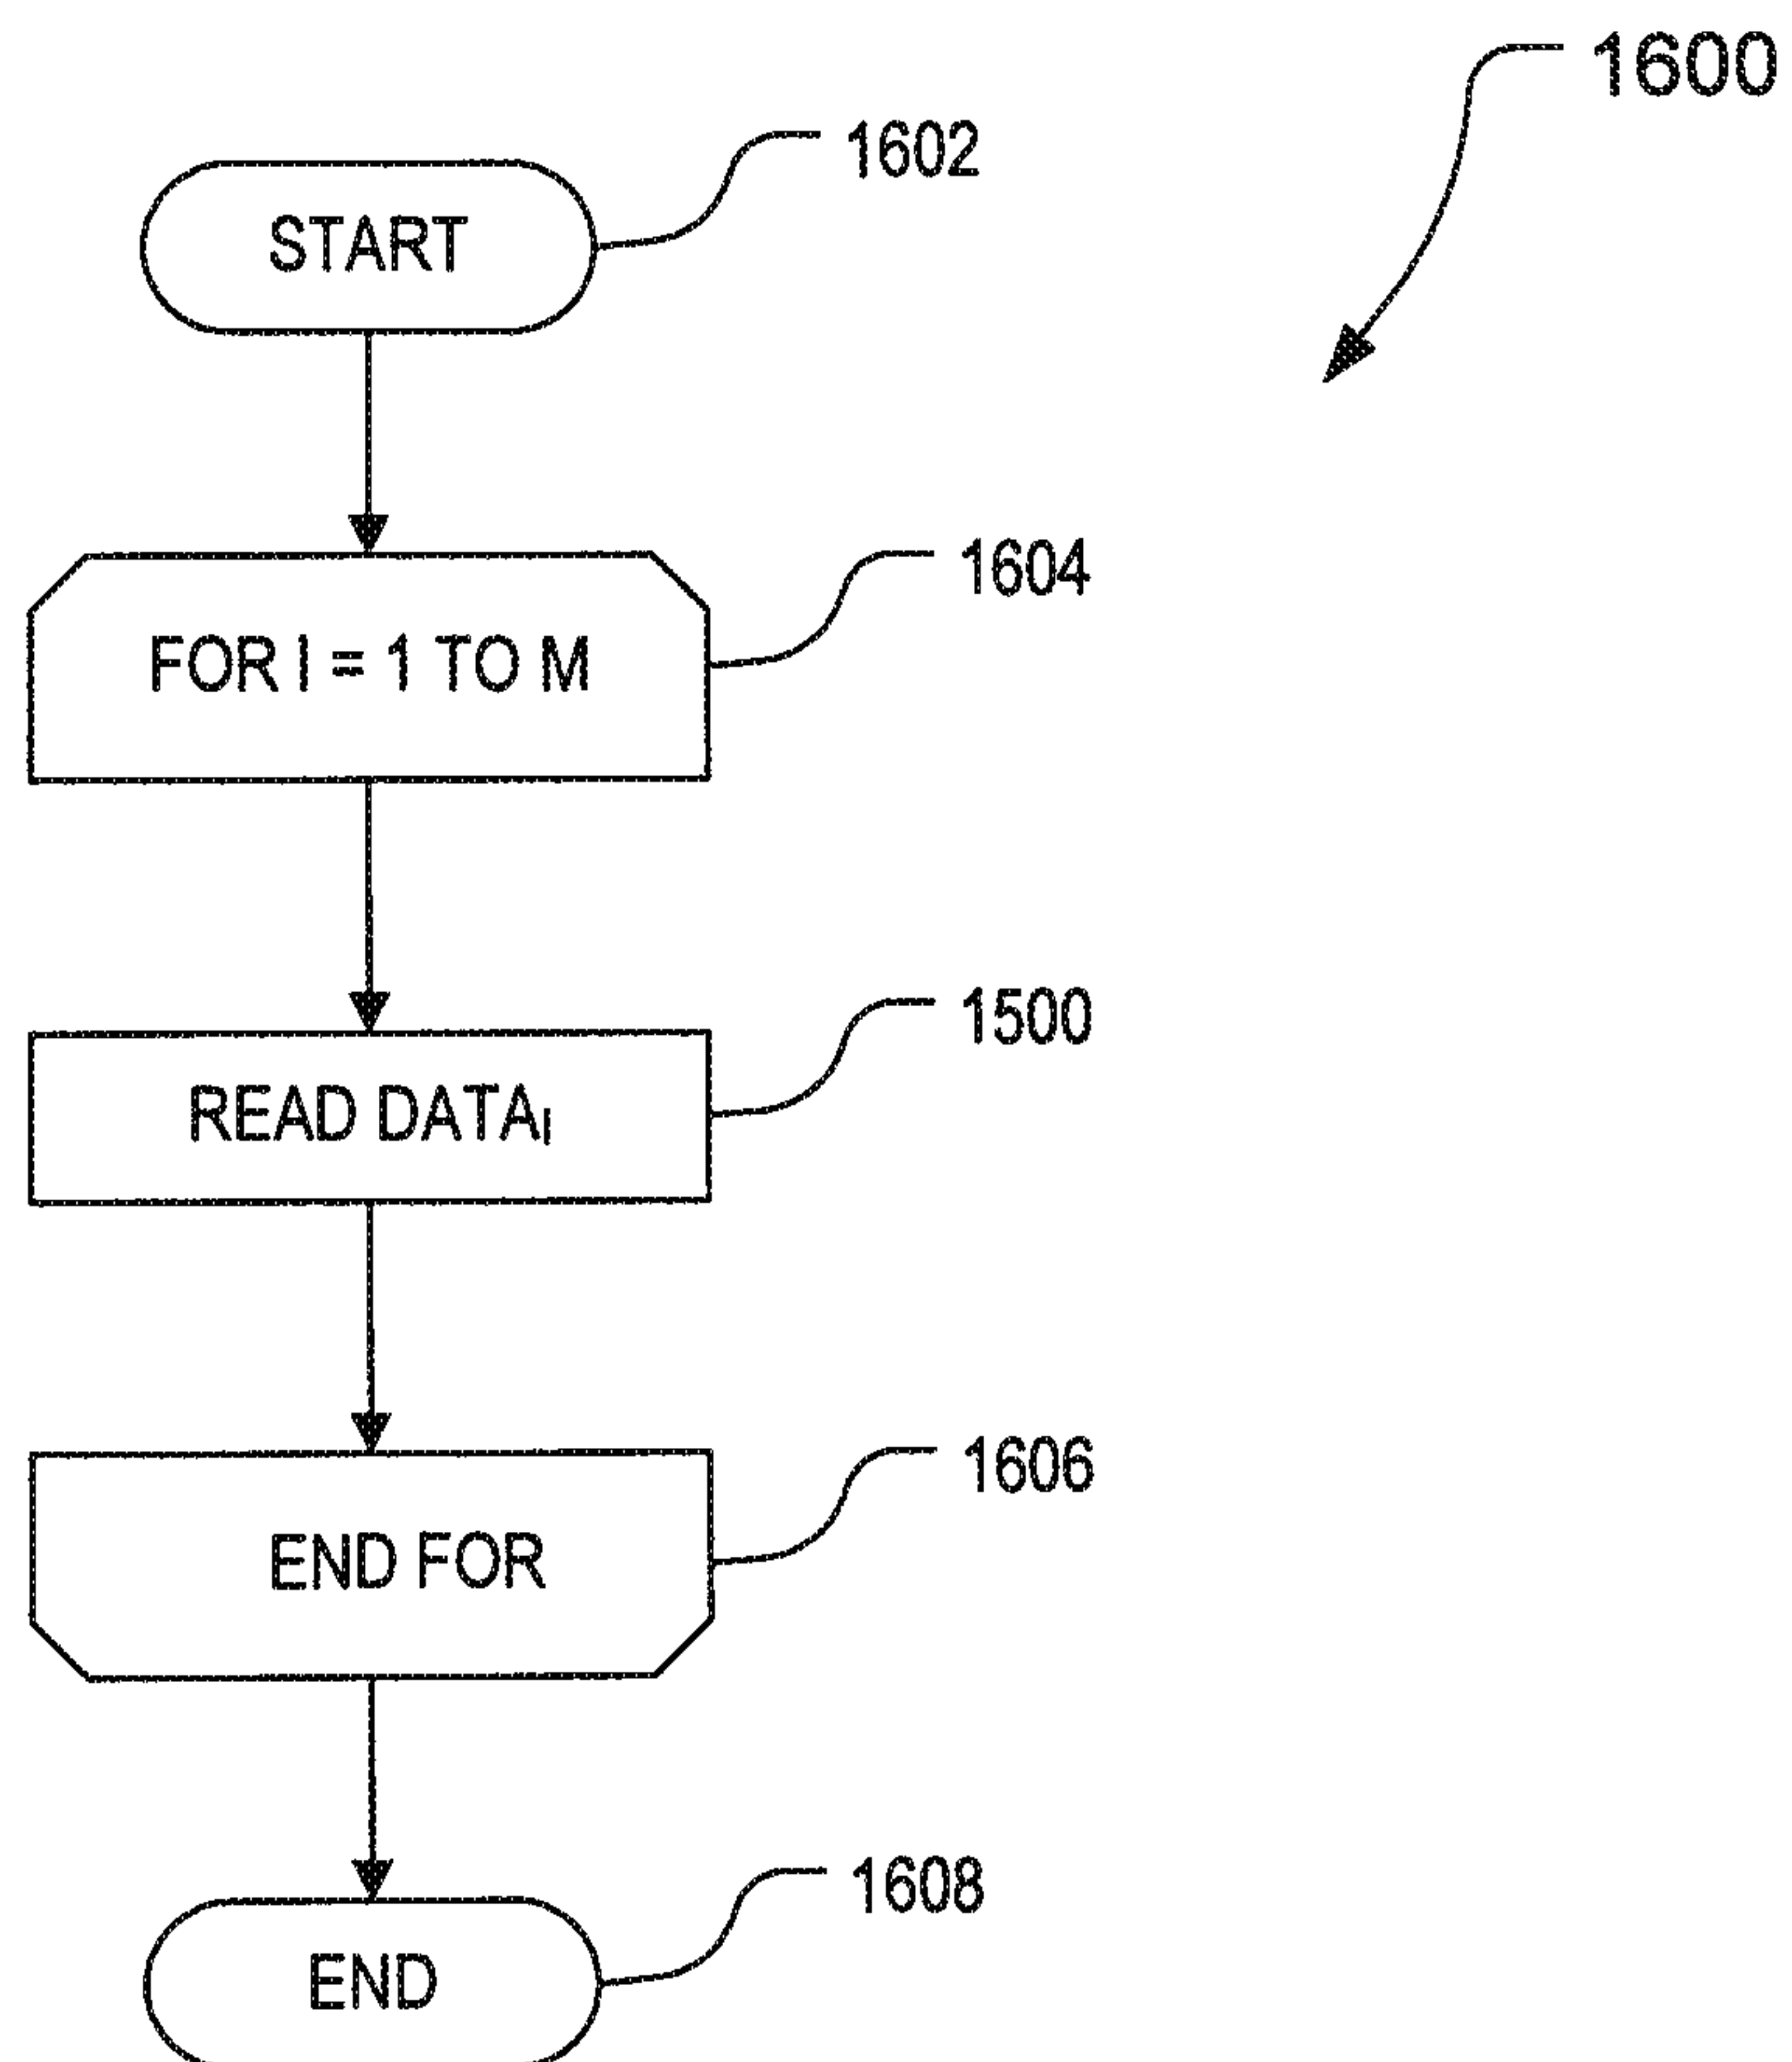 1600
1602
START
1604
FOR I = 1 TO M
1500
READ DATAI
1606
END FOR
1608
END